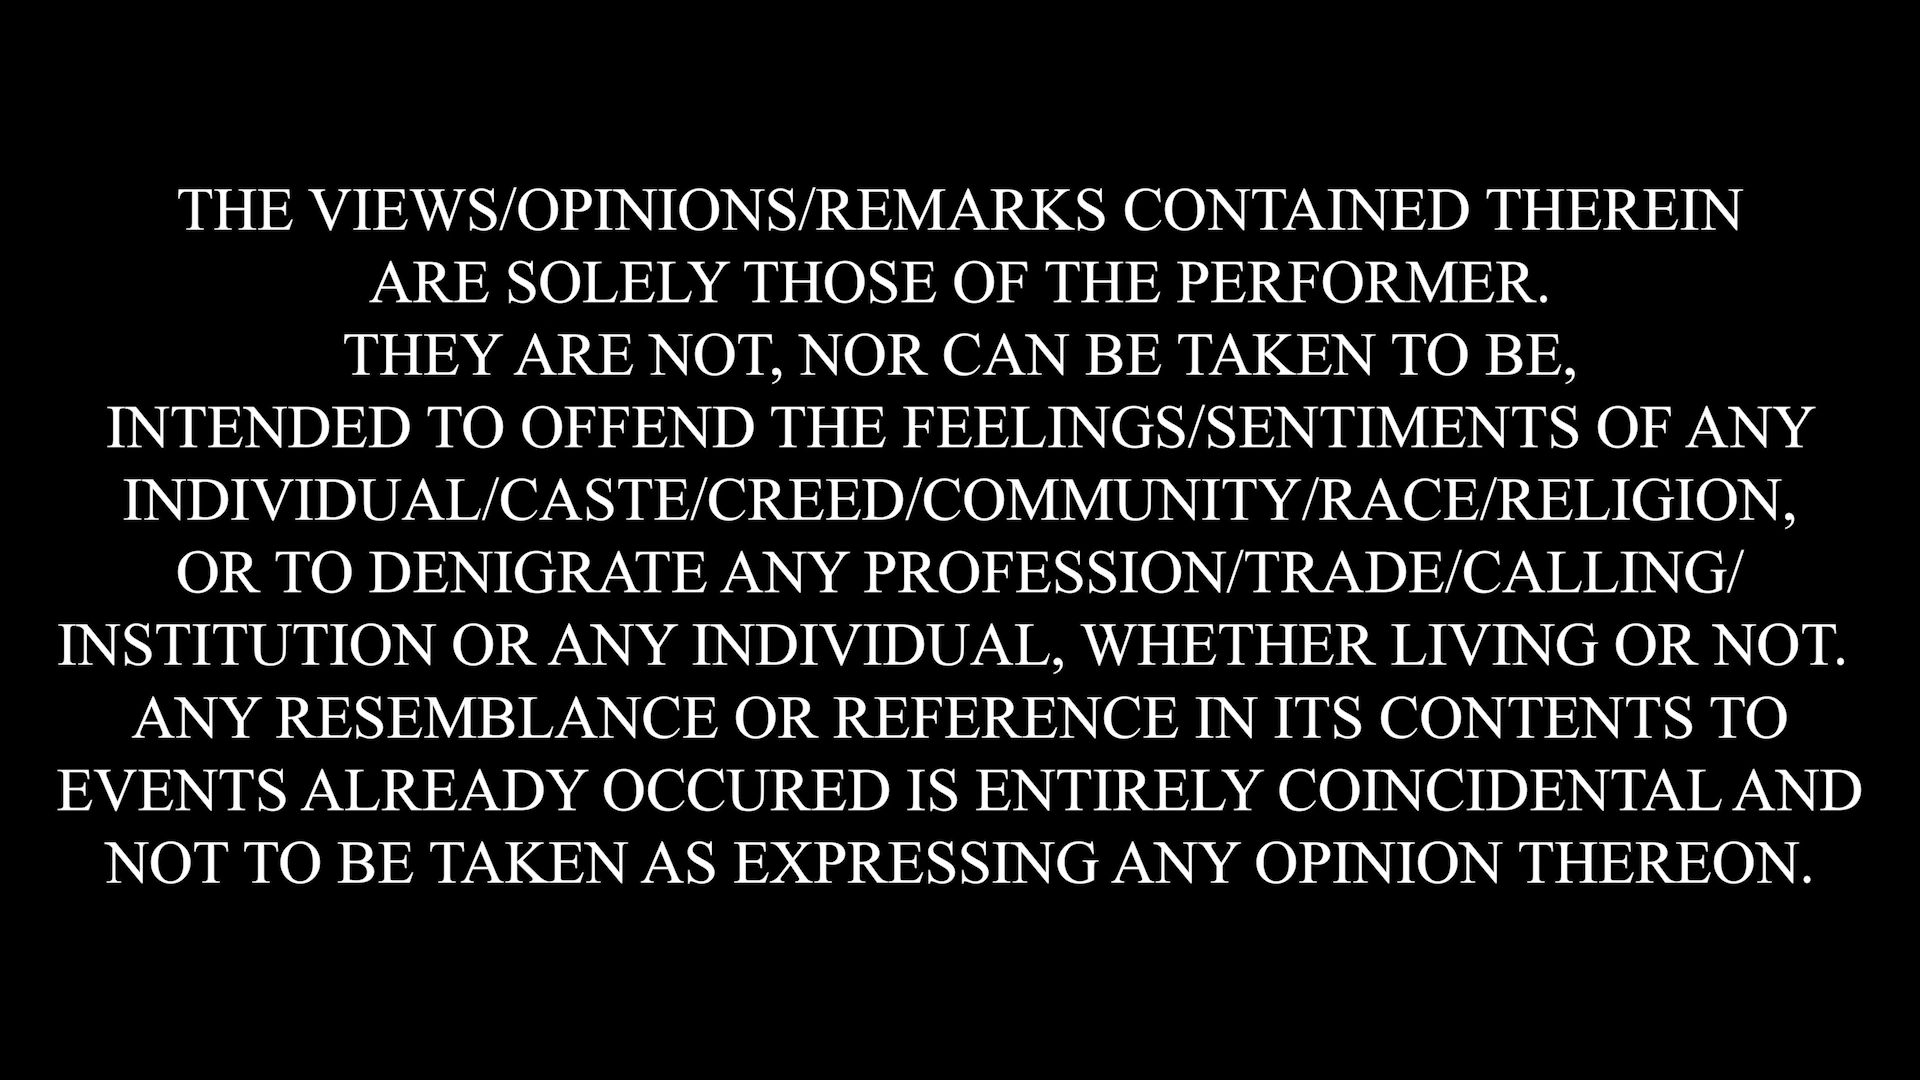 THE VIEWS/OPINIONS/REMARKS CONTAINED THEREIN
ARE SOLELY THOSE OF THE PERFORMER.
THEY ARE NOT, NOR CAN BE TAKEN TO BE,
INTENDED TO OFFEND THE FEELINGS/SENTIMENTS OF ANY
INDIVIDUAL/CASTE/CREED/COMMUNITY/RACE/RELIGION,
OR TO DENIGRATE ANY PROFESSION/TRADE/CALLING/
INSTITUTION OR ANY INDIVIDUAL, WHETHER LIVING OR NOT.
ANY RESEMBLANCE OR REFERENCE IN ITS CONTENTS TO
EVENTS ALREADY OCCURED IS ENTIRELY COINCIDENTAL AND
NOT TO BE TAKEN AS EXPRESSING ANY OPINION THEREON.